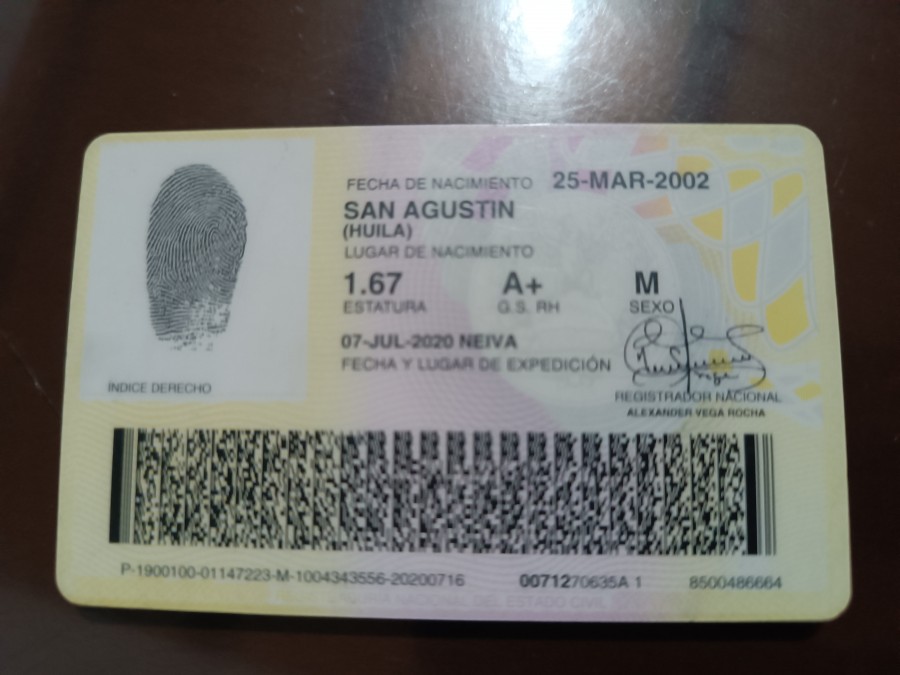 FECHA DE NACIMIENTO 25-MAR-2002
SAN AGUSTIN
(HUILA)
LUGAR DE NACIMIENTO
1.67 A+ M
ESTATURA G.S. RH SEXO
07-JUL-2020 NEIVA
FECHA Y LUGAR DE EXPEDICIÓN
INDICE DERECHO
REGISTRADOR NACIONAL
ALEXANDER VEGA ROCHA
P-1900100-01147223-M-1004343556-20200716 0071270635A 1 8500486664
NACIONAL DEL ESTADO CIVIL